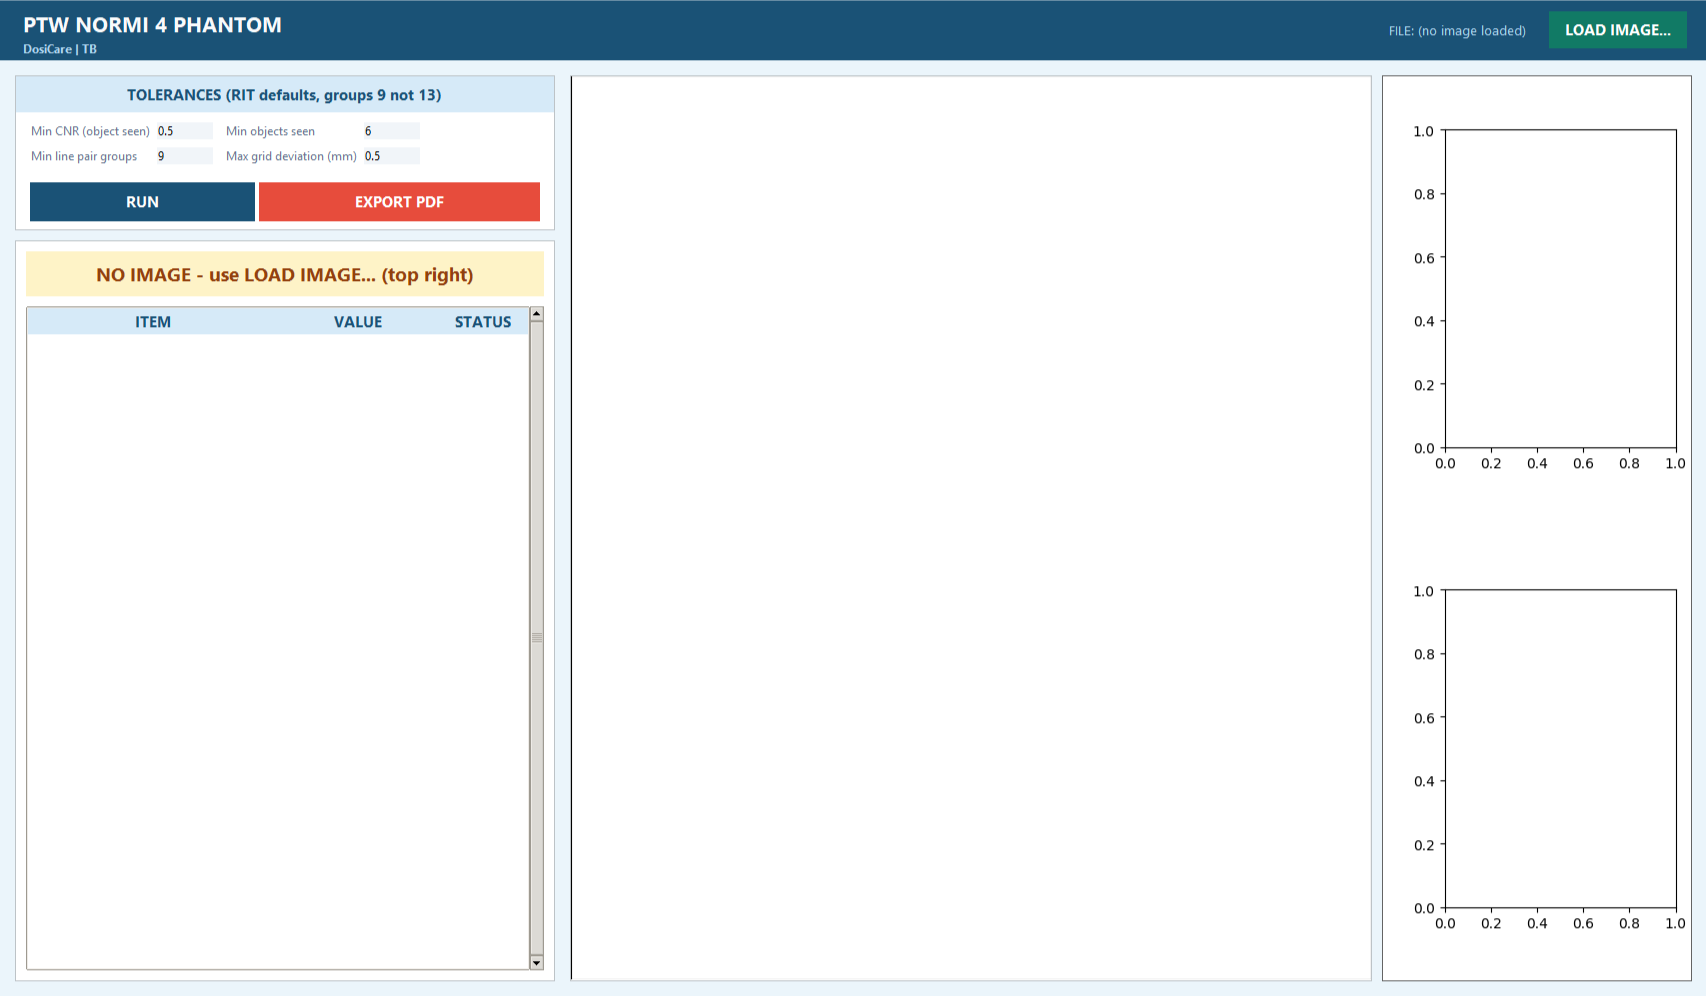 PTW NORMI 4 PHANTOM
DosiCare | TB
FILE: (no image loaded)
LOAD IMAGE...
TOLERANCES (RIT defaults, groups 9 not 13)
Min CNR (object seen) 0.5 Min objects seen 6
Min line pair groups 9 Max grid deviation (mm) 0.5
RUN
EXPORT PDF
NO IMAGE - use LOAD IMAGE... (top right)
ITEM VALUE STATUS
1.0
0.8
0.6
0.4
0.2
0.0
0.0 0.2 0.4 0.6 0.8 1.0
1.0
0.8
0.6
0.4
0.2
0.0
0.0 0.2 0.4 0.6 0.8 1.0